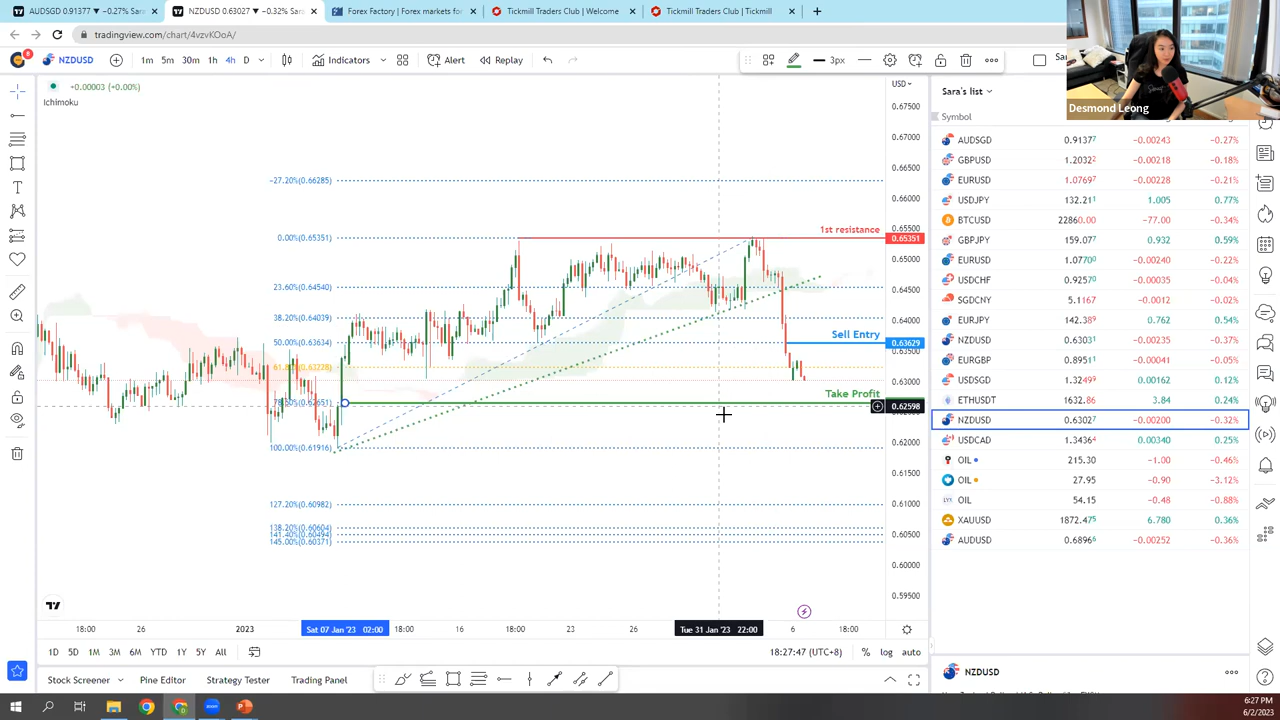 AUDSGD 0.91377 ▼ −0.27% Sara
NZDUSD 0.63027 ▼ −0.32% Sara
Forex Factory | Forex markets fo
Tickmill Traders Club | Welcome
Tickmill Traders Club
tradingview.com/chart/4vzvKOoA/
8
NZDUSD
1m 5m 30m 1h 4h D
Indicators
Alert
Replay
3px
Sa
Desmond Leong
+0.00003 (+0.00%)
Ichimoku
USD
0.67500
0.67000
0.66500
0.66000
0.65500
0.65351
0.65000
0.64500
0.64000
0.63629
0.63500
0.63000
0.62598
0.62000
0.61500
0.61000
0.60500
0.60000
0.59500
-27.20%(0.66285)
1st resistance
0.00%(0.65351)
23.60%(0.64540)
38.20%(0.64039)
Sell Entry
50.00%(0.63634)
61.8%(0.63228)
Take Profit
78.60%(0.62651)
100.00%(0.61916)
127.20%(0.60982)
138.20%(0.60604)
141.40%(0.60494)
145.00%(0.60371)
18:00
26
2023
Sat 07 Jan '23 02:00
18:00
16
18:00
23
26
Tue 31 Jan '23 22:00
6
18:00
1D 5D 1M 3M 6M YTD 1Y 5Y All
18:27:47 (UTC+8)
% log auto
Stock Screener
Pine Editor
Strategy Tester
Trading Panel
Sara's list
Symbol
AUDSGD 0.91377 −0.00243 −0.27%
GBPUSD 1.20322 −0.00218 −0.18%
EURUSD 1.07697 −0.00228 −0.21%
USDJPY 132.211 1.005 0.77%
BTCUSD 22860.00 −77.00 −0.34%
GBPJPY 159.077 0.932 0.59%
EURUSD 1.07700 −0.00240 −0.22%
USDCHF 0.92570 −0.00035 −0.04%
SGDCNY 5.1167 −0.0012 −0.02%
EURJPY 142.389 0.762 0.54%
NZDUSD 0.63031 −0.00235 −0.37%
EURGBP 0.89511 −0.00041 −0.05%
USDSGD 1.32499 0.00162 0.12%
ETHUSDT 1632.86 3.84 0.24%
NZDUSD 0.63027 −0.00200 −0.32%
USDCAD 1.34364 0.00340 0.25%
OIL 215.30 −1.00 −0.46%
OIL 27.95 −0.90 −3.12%
OIL 54.15 −0.48 −0.88%
XAUUSD 1872.475 6.780 0.36%
AUDUSD 0.68966 −0.00252 −0.36%
NZDUSD
6:27 PM
6/2/2023